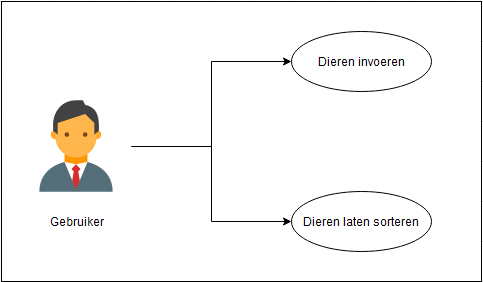 Dieren invoeren
Gebruiker
Dieren laten sorteren